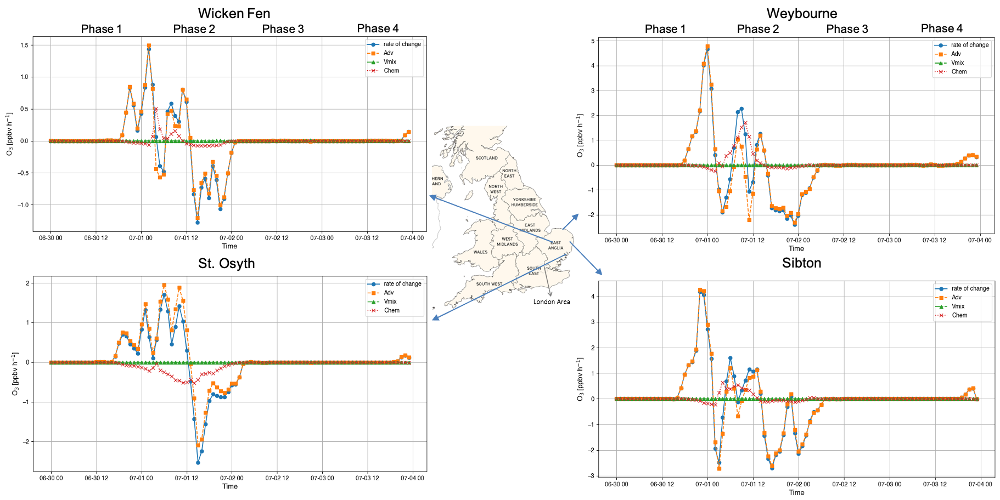 Wicken Fen
Phase 1 Phase 2 Phase 3 Phase 4
1.5
1.0
0.5
0.0
−0.5
−1.0
O3 [ppbv h−1]
rate of change
Adv
Vmix
Chem
06-30 00 06-30 12 07-01 00 07-01 12 07-02 00 07-02 12 07-03 00 07-03 12 07-04 00
Time
Weybourne
Phase 1 Phase 2 Phase 3 Phase 4
5
4
3
2
1
0
−1
−2
O3 [ppbv h−1]
rate of change
Adv
Vmix
Chem
06-30 00 06-30 12 07-01 00 07-01 12 07-02 00 07-02 12 07-03 00 07-03 12 07-04 00
Time
SCOTLAND
HERN
AND
NORTH
EAST
NORTH
WEST
YORKSHIRE
HUMBERSIDE
EAST
MIDLANDS
WEST
MIDLANDS
EAST
ANGLIA
WALES
SOUTH
EAST
SOUTH WEST
London Area
St. Osyth
2
1
0
−1
−2
O3 [ppbv h−1]
rate of change
Adv
Vmix
Chem
06-30 00 06-30 12 07-01 00 07-01 12 07-02 00 07-02 12 07-03 00 07-03 12 07-04 00
Time
Sibton
4
3
2
1
0
−1
−2
−3
O3 [ppbv h−1]
rate of change
Adv
Vmix
Chem
06-30 00 06-30 12 07-01 00 07-01 12 07-02 00 07-02 12 07-03 00 07-03 12 07-04 00
Time